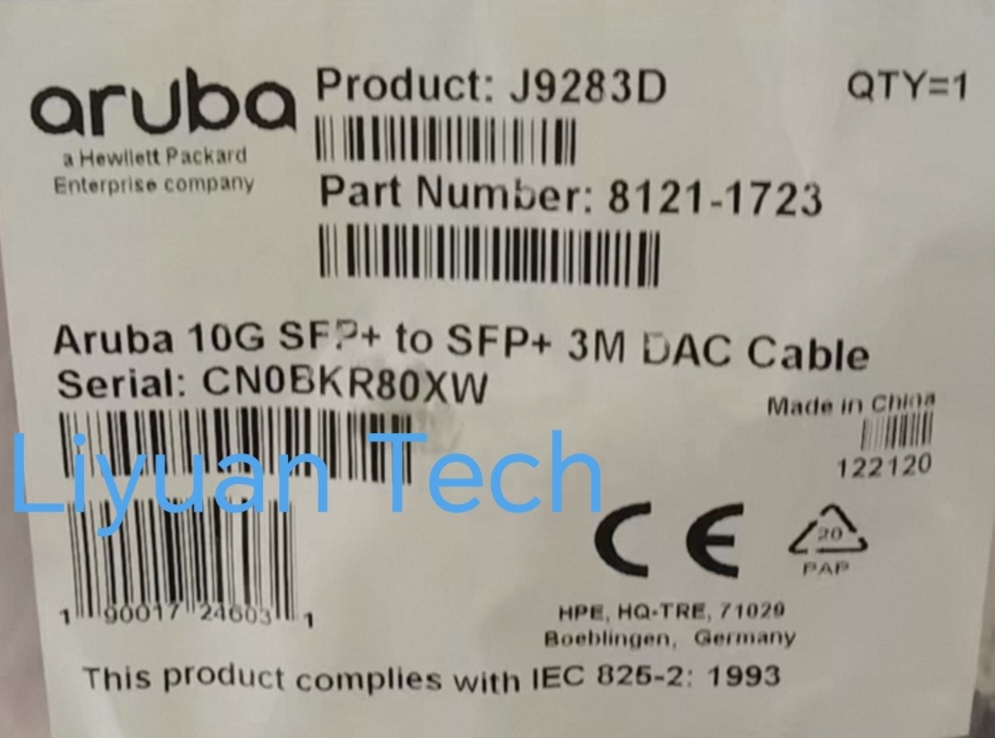 aruba
a Hewlett Packard
Enterprise company
Product: J9283D
QTY=1
Part Number: 8121-1723
Aruba 10G SFP+ to SFP+ 3M DAC Cable
Serial: CN0BKR80XW
Made in China
122120
Liyuan Tech
1 90017 24603 1
CE
20
PAP
HPE, HQ-TRE, 71029
Boeblingen, Germany
This product complies with IEC 825-2: 1993